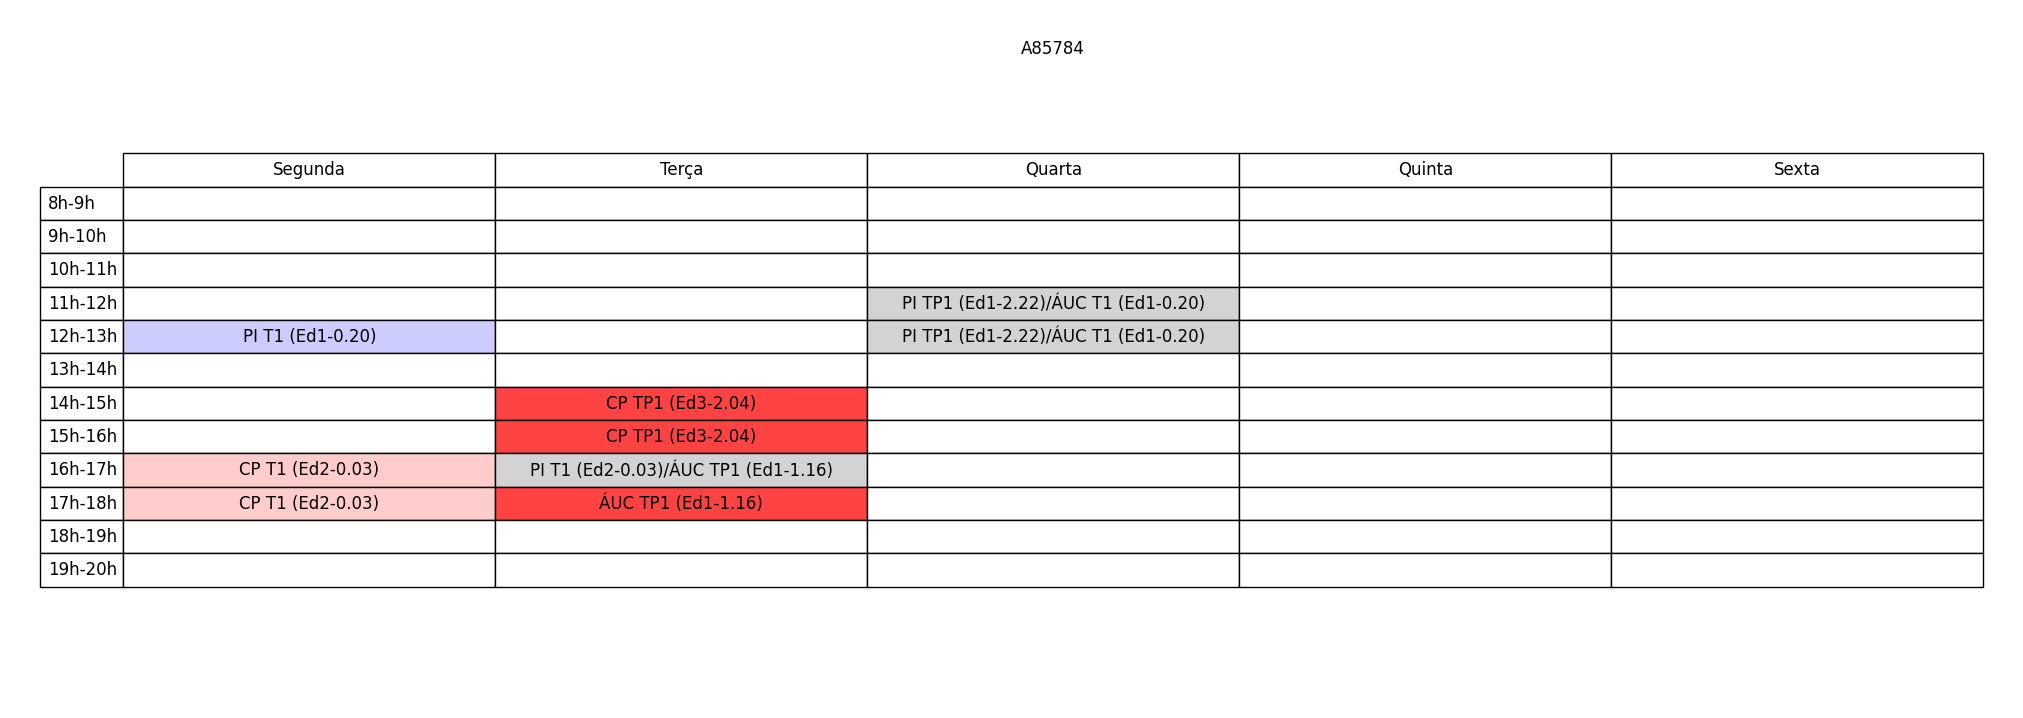 A85784
Segunda Terça Quarta Quinta Sexta
8h-9h
9h-10h
10h-11h
11h-12h PI TP1 (Ed1-2.22)/ÁUC T1 (Ed1-0.20)
12h-13h PI T1 (Ed1-0.20) PI TP1 (Ed1-2.22)/ÁUC T1 (Ed1-0.20)
13h-14h
14h-15h CP TP1 (Ed3-2.04)
15h-16h CP TP1 (Ed3-2.04)
16h-17h CP T1 (Ed2-0.03) PI T1 (Ed2-0.03)/ÁUC TP1 (Ed1-1.16)
17h-18h CP T1 (Ed2-0.03) ÁUC TP1 (Ed1-1.16)
18h-19h
19h-20h